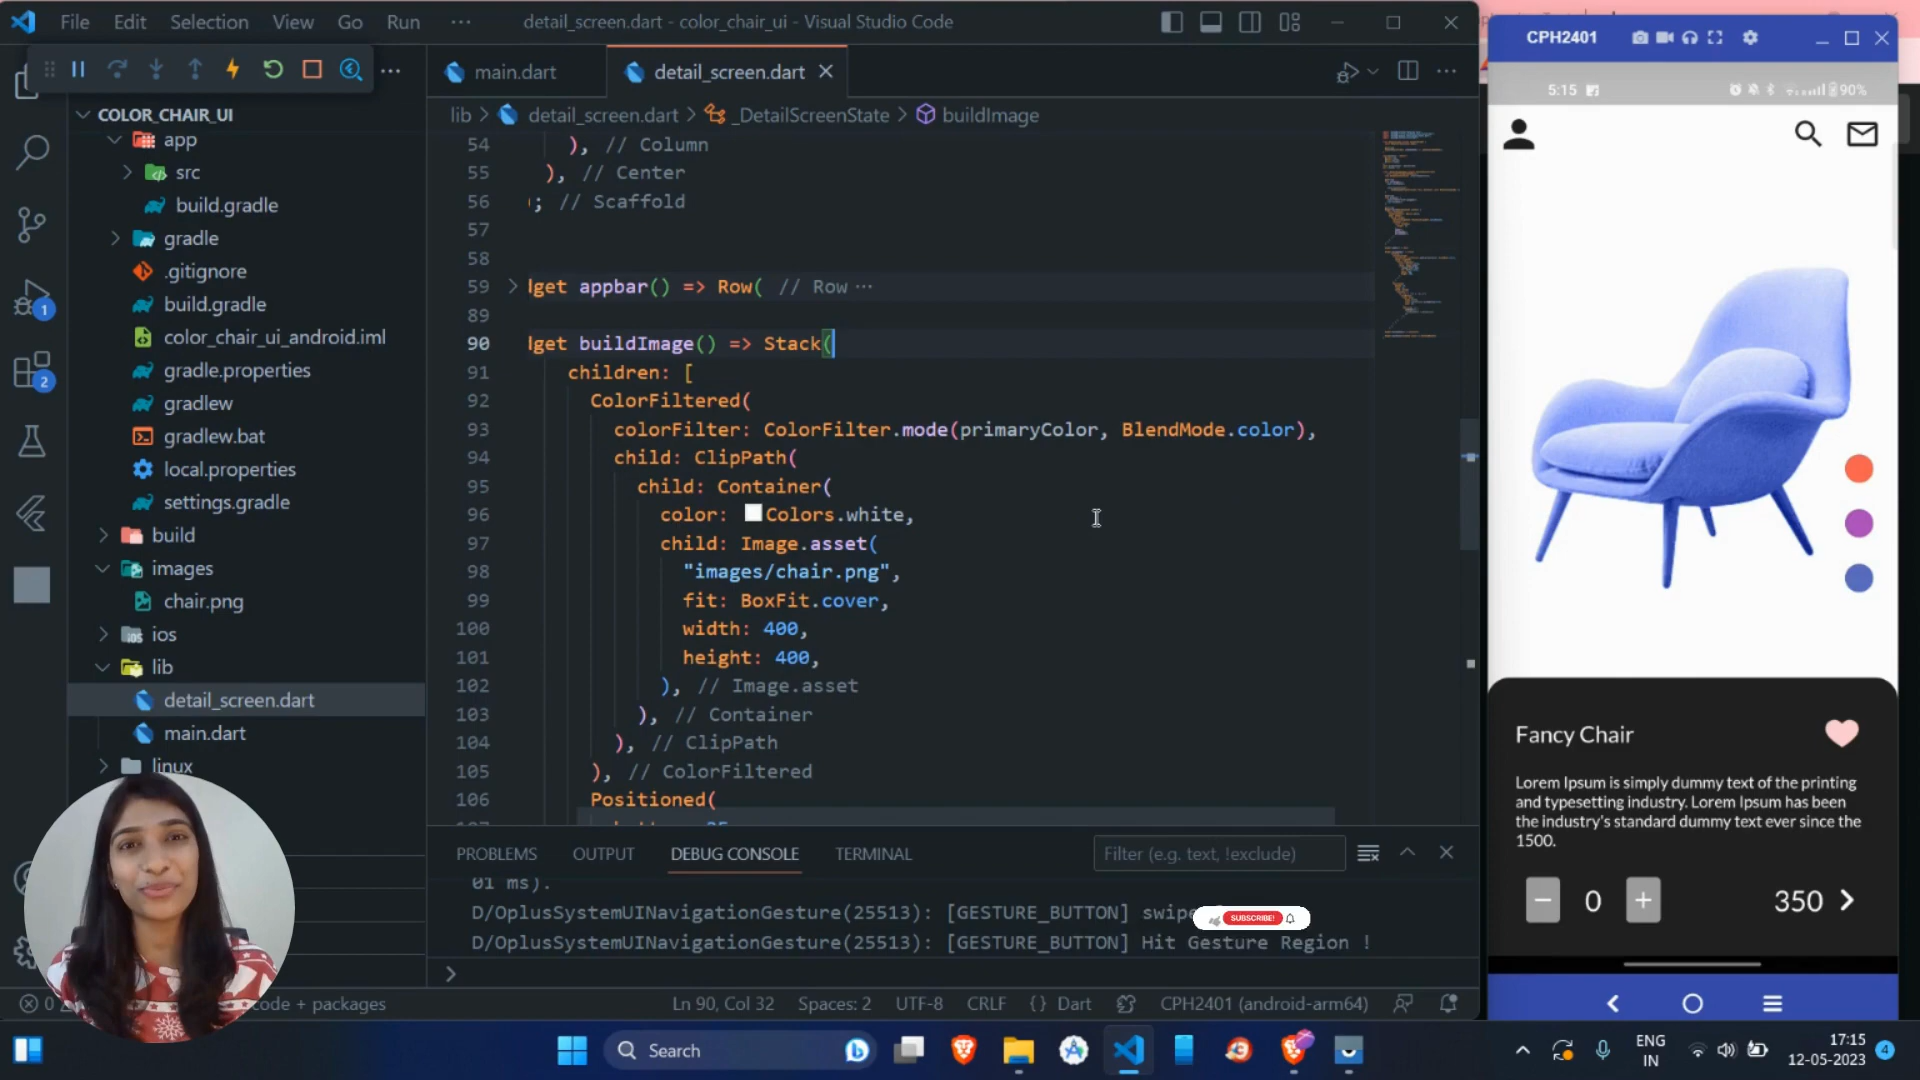 File Edit Selection View Go Run ···
detail_screen.dart - color_chair_ui - Visual Studio Code
main.dart
detail_screen.dart
COLOR_CHAIR_UI
app
src
build.gradle
gradle
.gitignore
build.gradle
color_chair_ui_android.iml
gradle.properties
gradlew
gradlew.bat
local.properties
settings.gradle
build
images
chair.png
ios
lib
detail_screen.dart
main.dart
linux
1
2
lib > detail_screen.dart > _DetailScreenState > buildImage
54 ), // Column
55 ), // Center
56 ; // Scaffold
57
58
59 lget appbar() => Row( // Row ···
89
90 lget buildImage() => Stack(
91 children: [
92 ColorFiltered(
93 colorFilter: ColorFilter.mode(primaryColor, BlendMode.color),
94 child: ClipPath(
95 child: Container(
96 color: Colors.white,
97 child: Image.asset(
98 "images/chair.png",
99 fit: BoxFit.cover,
100 width: 400,
101 height: 400,
102 ), // Image.asset
103 ), // Container
104 ), // ClipPath
105 ), // ColorFiltered
106 Positioned(
PROBLEMS OUTPUT DEBUG CONSOLE TERMINAL
Filter (e.g. text, !exclude)
01 ms).
D/OplusSystemUINavigationGesture(25513): [GESTURE_BUTTON] swipe
SUBSCRIBE!
D/OplusSystemUINavigationGesture(25513): [GESTURE_BUTTON] Hit Gesture Region !
0
code + packages
Ln 90, Col 32 Spaces: 2 UTF-8 CRLF {} Dart CPH2401 (android-arm64)
CPH2401
5:15
90%
Fancy Chair
Lorem Ipsum is simply dummy text of the printing
and typesetting industry. Lorem Ipsum has been
the industry's standard dummy text ever since the
1500.
− 0 +
350
Search
ENG
IN
17:15
12-05-2023
4